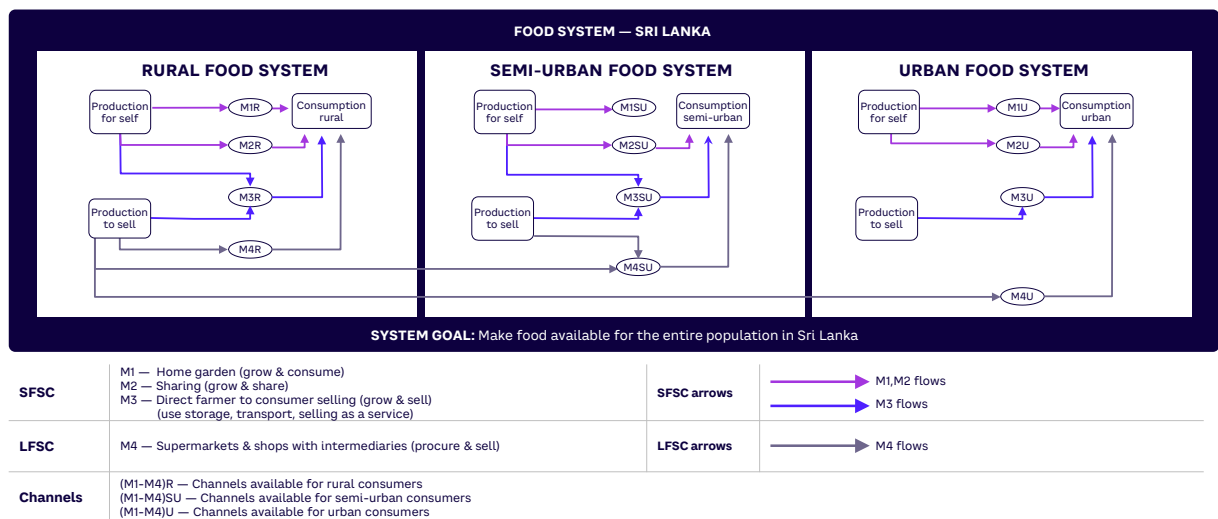 FOOD SYSTEM — SRI LANKA
RURAL FOOD SYSTEM
Production
for self
M1R
Consumption
rural
M2R
M3R
Production
to sell
M4R
SEMI-URBAN FOOD SYSTEM
Production
for self
M1SU
Consumption
semi-urban
M2SU
M3SU
Production
to sell
M4SU
URBAN FOOD SYSTEM
Production
for self
M1U
Consumption
urban
M2U
M3U
Production
to sell
M4U
SYSTEM GOAL: Make food available for the entire population in Sri Lanka
SFSC
M1 — Home garden (grow & consume)
M2 — Sharing (grow & share)
M3 — Direct farmer to consumer selling (grow & sell)
(use storage, transport, selling as a service)
SFSC arrows
M1,M2 flows
M3 flows
LFSC
M4 — Supermarkets & shops with intermediaries (procure & sell)
LFSC arrows
M4 flows
Channels
(M1-M4)R — Channels available for rural consumers
(M1-M4)SU — Channels available for semi-urban consumers
(M1-M4)U — Channels available for urban consumers